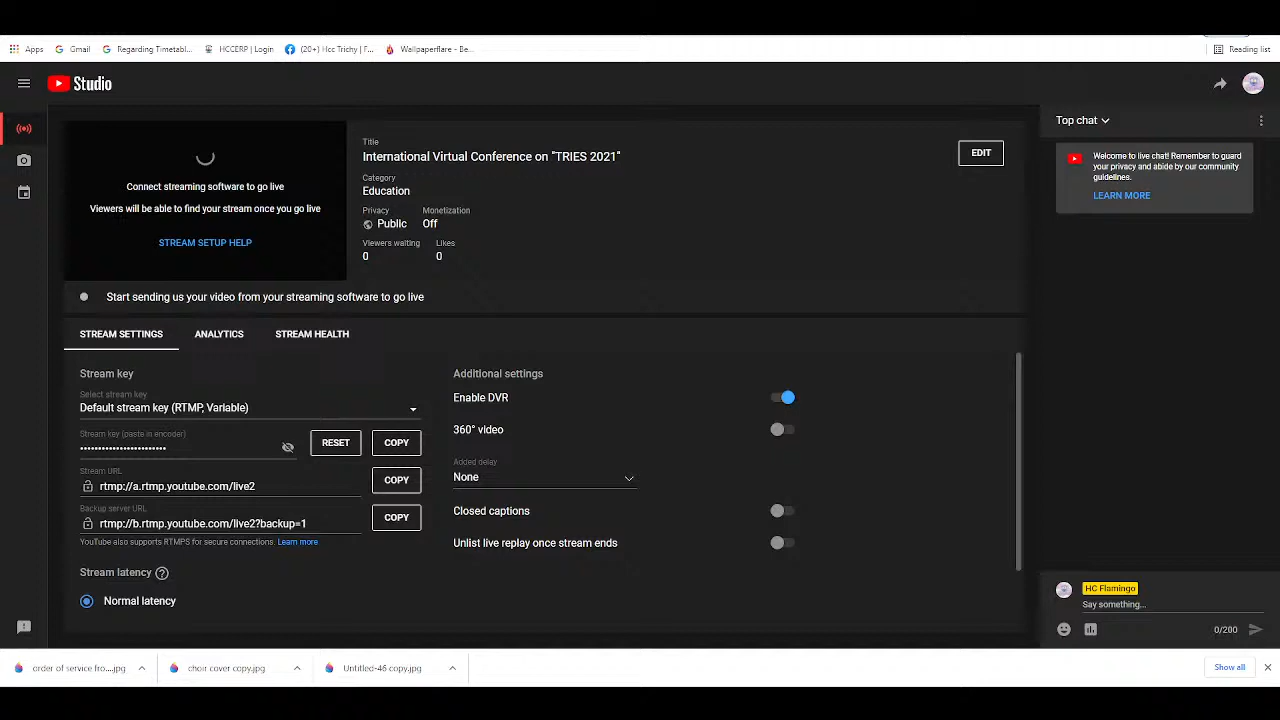 Apps
Gmail
Regarding Timetabl...
HCCERP | Login
(20+) Hcc Trichy | F...
Wallpaperflare - Be...
Reading list
Studio
Connect streaming software to go live
Viewers will be able to find your stream once you go live
STREAM SETUP HELP
Title
International Virtual Conference on "TRIES 2021"
EDIT
Category
Education
Privacy
Monetization
Public
Off
Viewers waiting
Likes
0
0
Start sending us your video from your streaming software to go live
STREAM SETTINGS
ANALYTICS
STREAM HEALTH
Stream key
Select stream key
Default stream key (RTMP, Variable)
Stream key (paste in encoder)
RESET
COPY
Stream URL
rtmp://a.rtmp.youtube.com/live2
COPY
Backup server URL
rtmp://b.rtmp.youtube.com/live2?backup=1
COPY
YouTube also supports RTMPS for secure connections. Learn more
Stream latency
Normal latency
Additional settings
Enable DVR
360° video
Added delay
None
Closed captions
Unlist live replay once stream ends
Top chat
Welcome to live chat! Remember to guard
your privacy and abide by our community
guidelines.
LEARN MORE
HC Flamingo
Say something...
0/200
order of service fro....jpg
choir cover copy.jpg
Untitled-46 copy.jpg
Show all